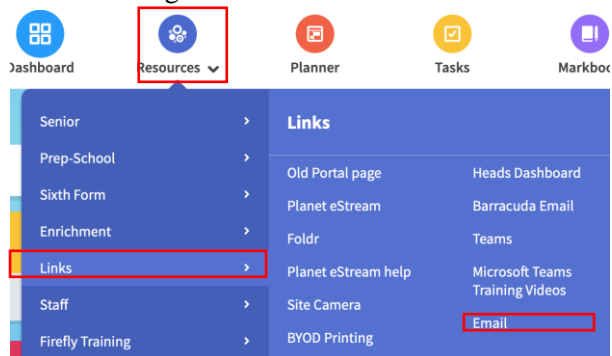 Dashboard
Resources
Planner
Tasks
Markboo
Senior
Prep-School
Sixth Form
Enrichment
Links
Staff
Firefly Training
Links
Old Portal page
Planet eStream
Foldr
Planet eStream help
Site Camera
BYOD Printing
Heads Dashboard
Barracuda Email
Teams
Microsoft Teams
Training Videos
Email